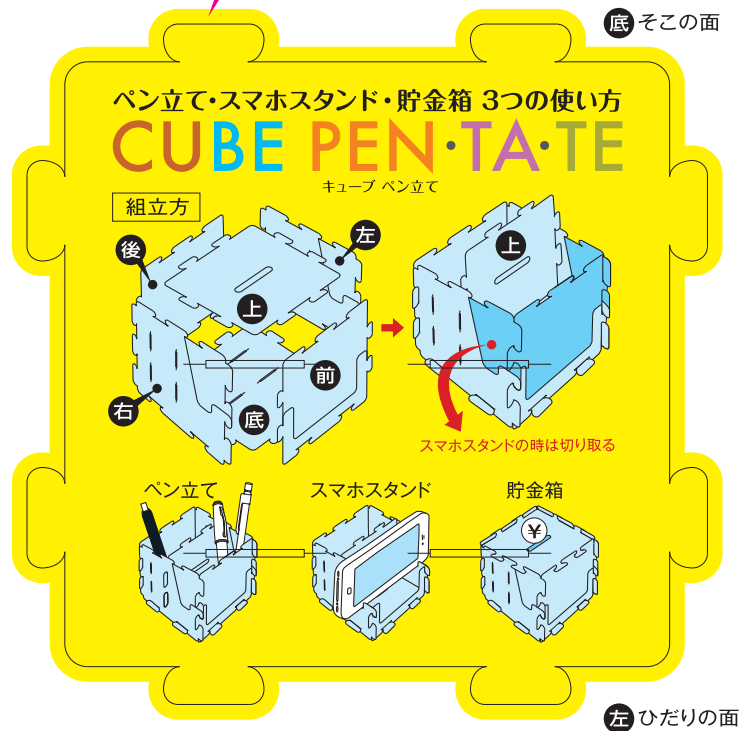 底 そこの面
ペン立て・スマホスタンド・貯金箱 3つの使い方
CUBE PEN・TA・TE
キューブ ペン立て
組立方
後
左
上
上
前
右
底
スマホスタンドの時は切り取る
ペン立て
スマホスタンド
貯金箱
¥
左 ひだりの面